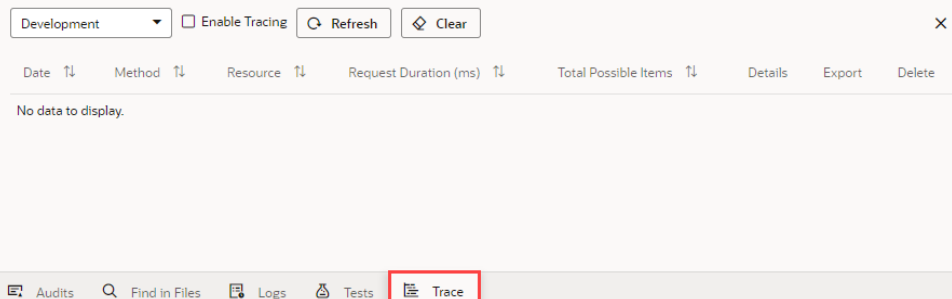 Development Enable Tracing Refresh Clear
Date Method Resource Request Duration (ms) Total Possible Items Details Export Delete
No data to display.
Audits Find in Files Logs Tests Trace